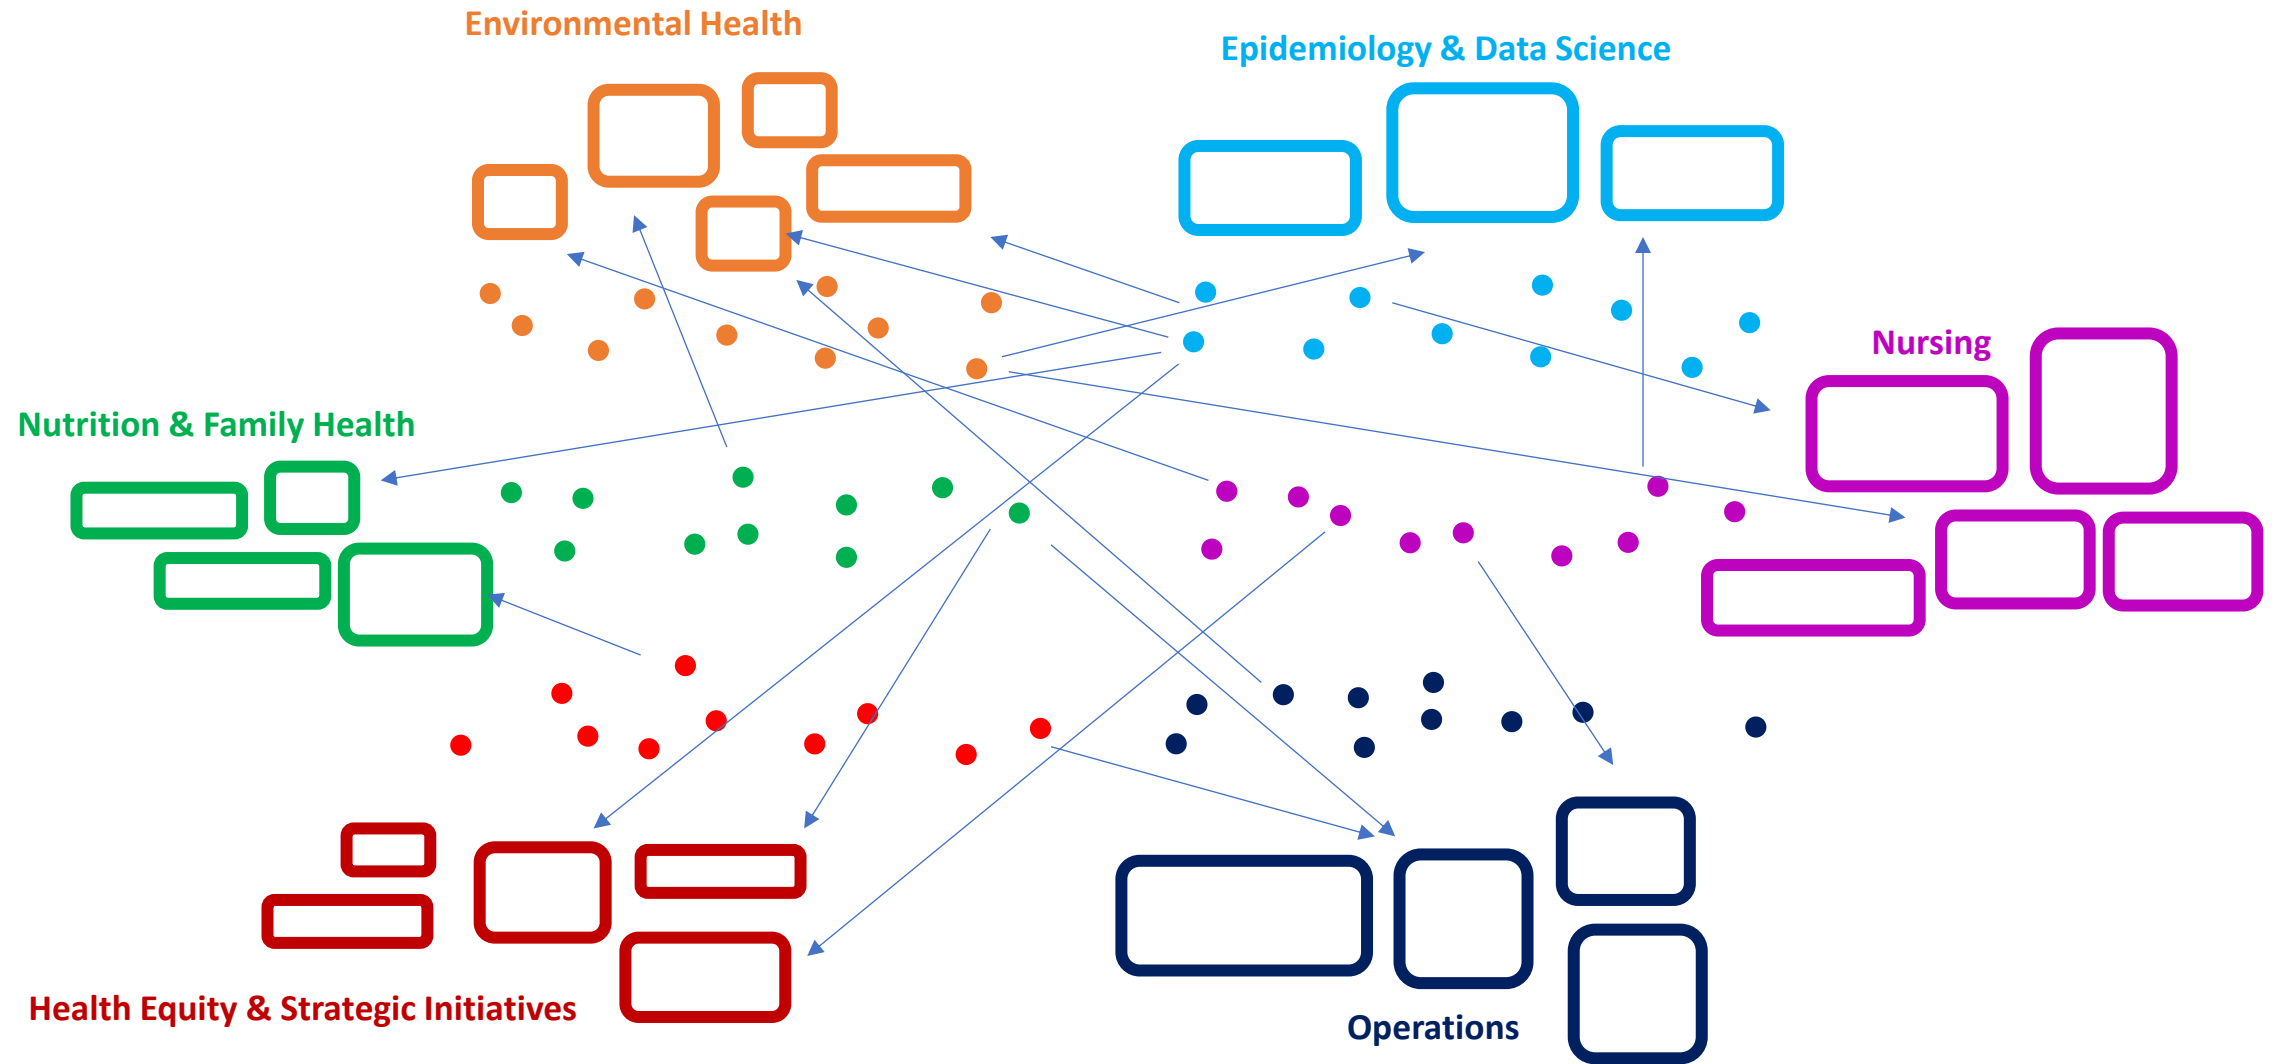 Environmental Health
Epidemiology & Data Science
Nursing
Nutrition & Family Health
Health Equity & Strategic Initiatives
Operations